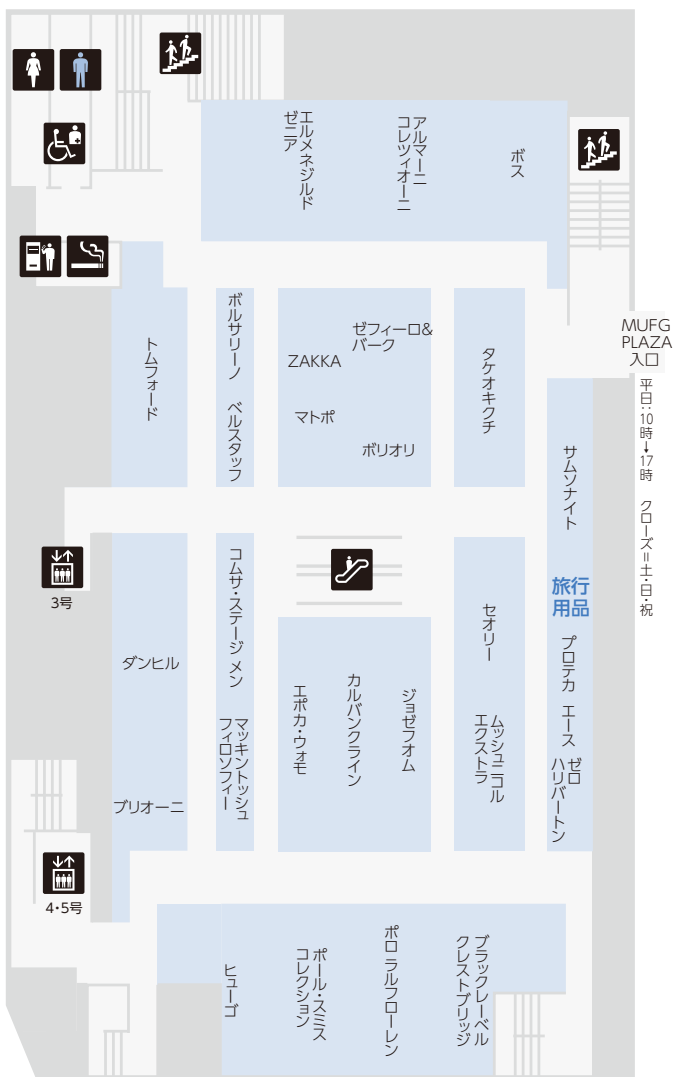 エルメネジルド
ゼニア
アルマーニ
コレツィオーニ
ボス
トムフォード
ボルサリーノ
ベルスタッフ
ゼフィーロ&
パーク
ZAKKA
マトポ
ボリオリ
タケオキクチ
MUFG
PLAZA
入口
平日:10時→17時 クローズ=土・日・祝
サムソナイト
旅行
用品
プロテカ
エース
ゼロ
ハリバートン
3号
ダンヒル
ブリオーニ
コムサ・ステージ メン
マッキントッシュ
フィロソフィー
エポカ・ウォモ
カルバンクライン
ジョゼフオム
セオリー
ムッシュニコル
エクストラ
4・5号
ヒューゴ
ポール・スミス
コレクション
ポロ ラルフローレン
ブラックレーベル
クレストブリッジ